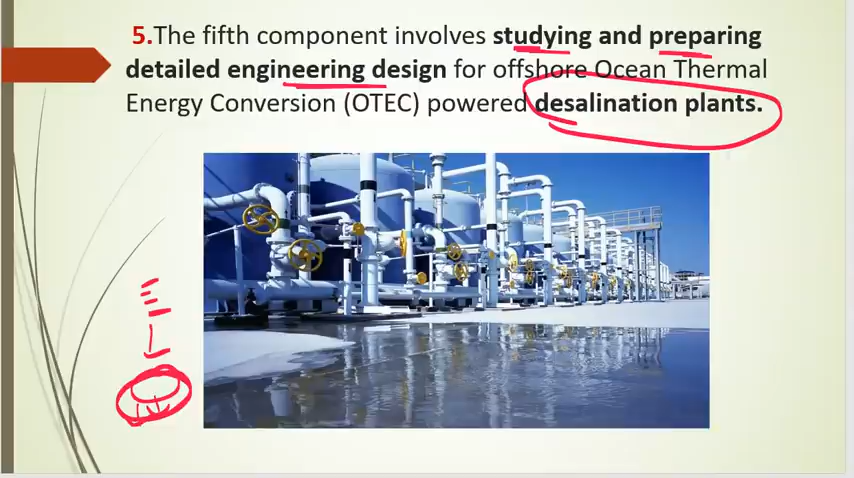 5.The fifth component involves studying and preparing
detailed engineering design for offshore Ocean Thermal
Energy Conversion (OTEC) powered desalination plants.